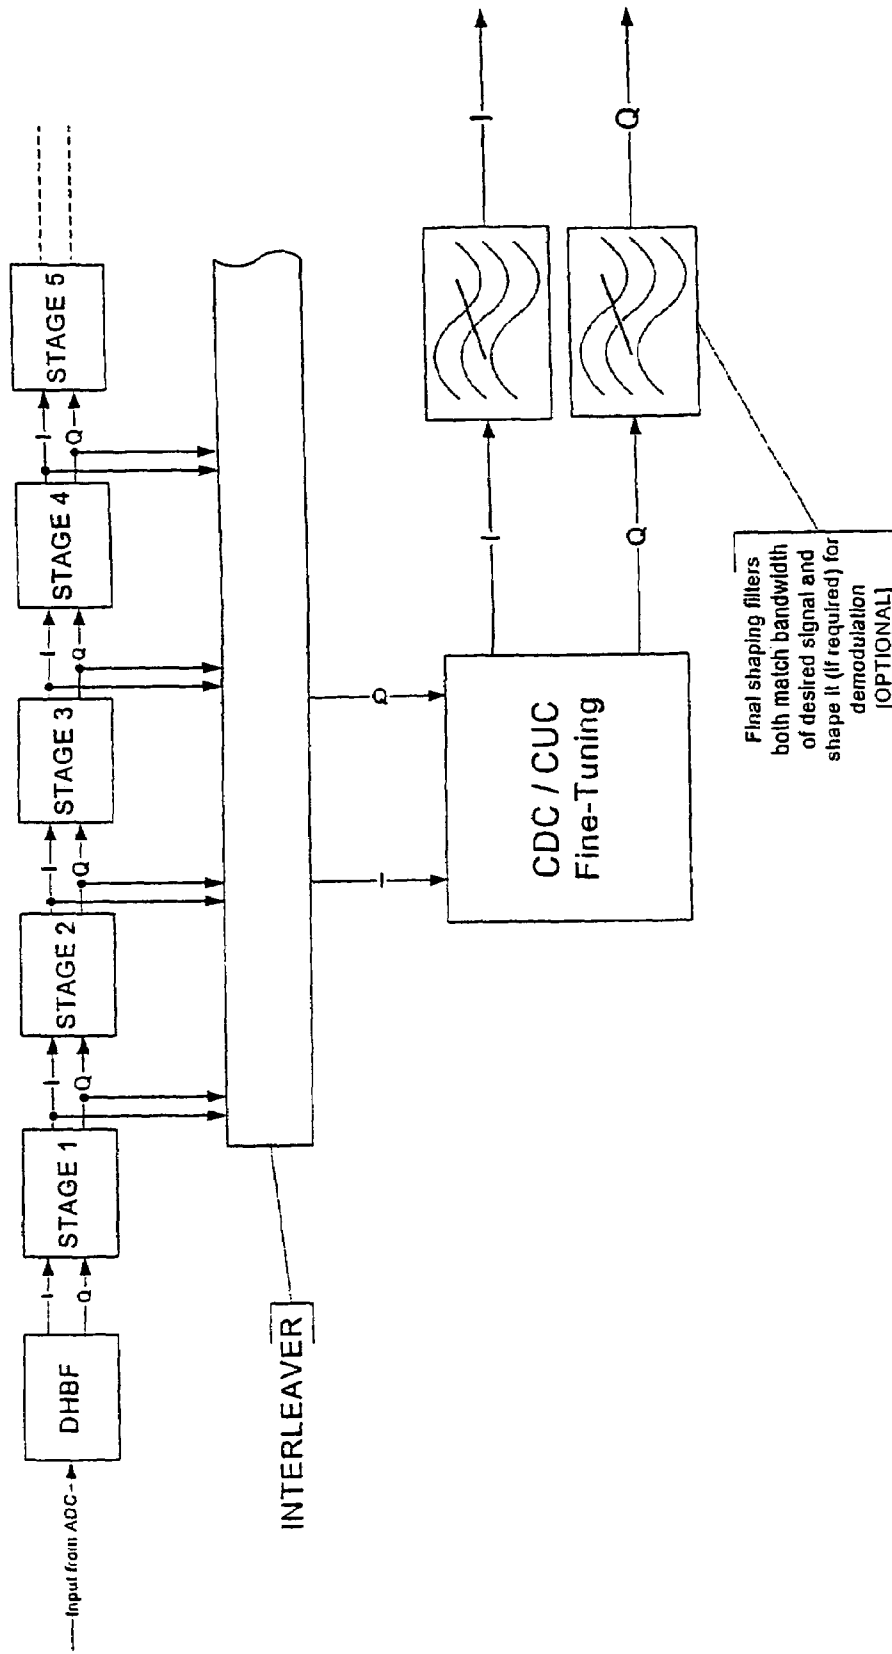 Input from ADC
DHBF
I
Q
STAGE 1
I
Q
STAGE 2
I
Q
STAGE 3
I
Q
STAGE 4
I
Q
STAGE 5
INTERLEAVER
I
Q
CDC / CUC
Fine-Tuning
I
Q
I
Q
Final shaping filters
both match bandwidth
of desired signal and
shape it (if required) for
demodulation
[OPTIONAL]